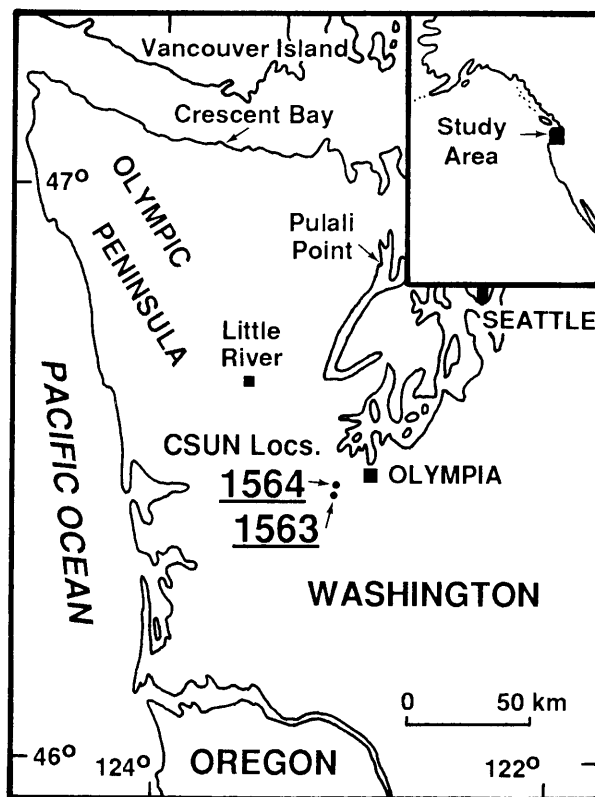 Vancouver Island
Crescent Bay
Study
Area
47°
OLYMPIC
PENINSULA
Pulali
Point
SEATTLE
Little
River
PACIFIC OCEAN
CSUN Locs.
1564
1563
OLYMPIA
WASHINGTON
0 50 km
46°
124°
OREGON
122°